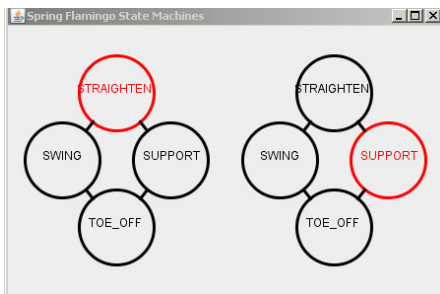 Spring Flamingo State Machines
STRAIGHTEN STRAIGHTEN
SWING SUPPORT SWING SUPPORT
TOE_OFF TOE_OFF